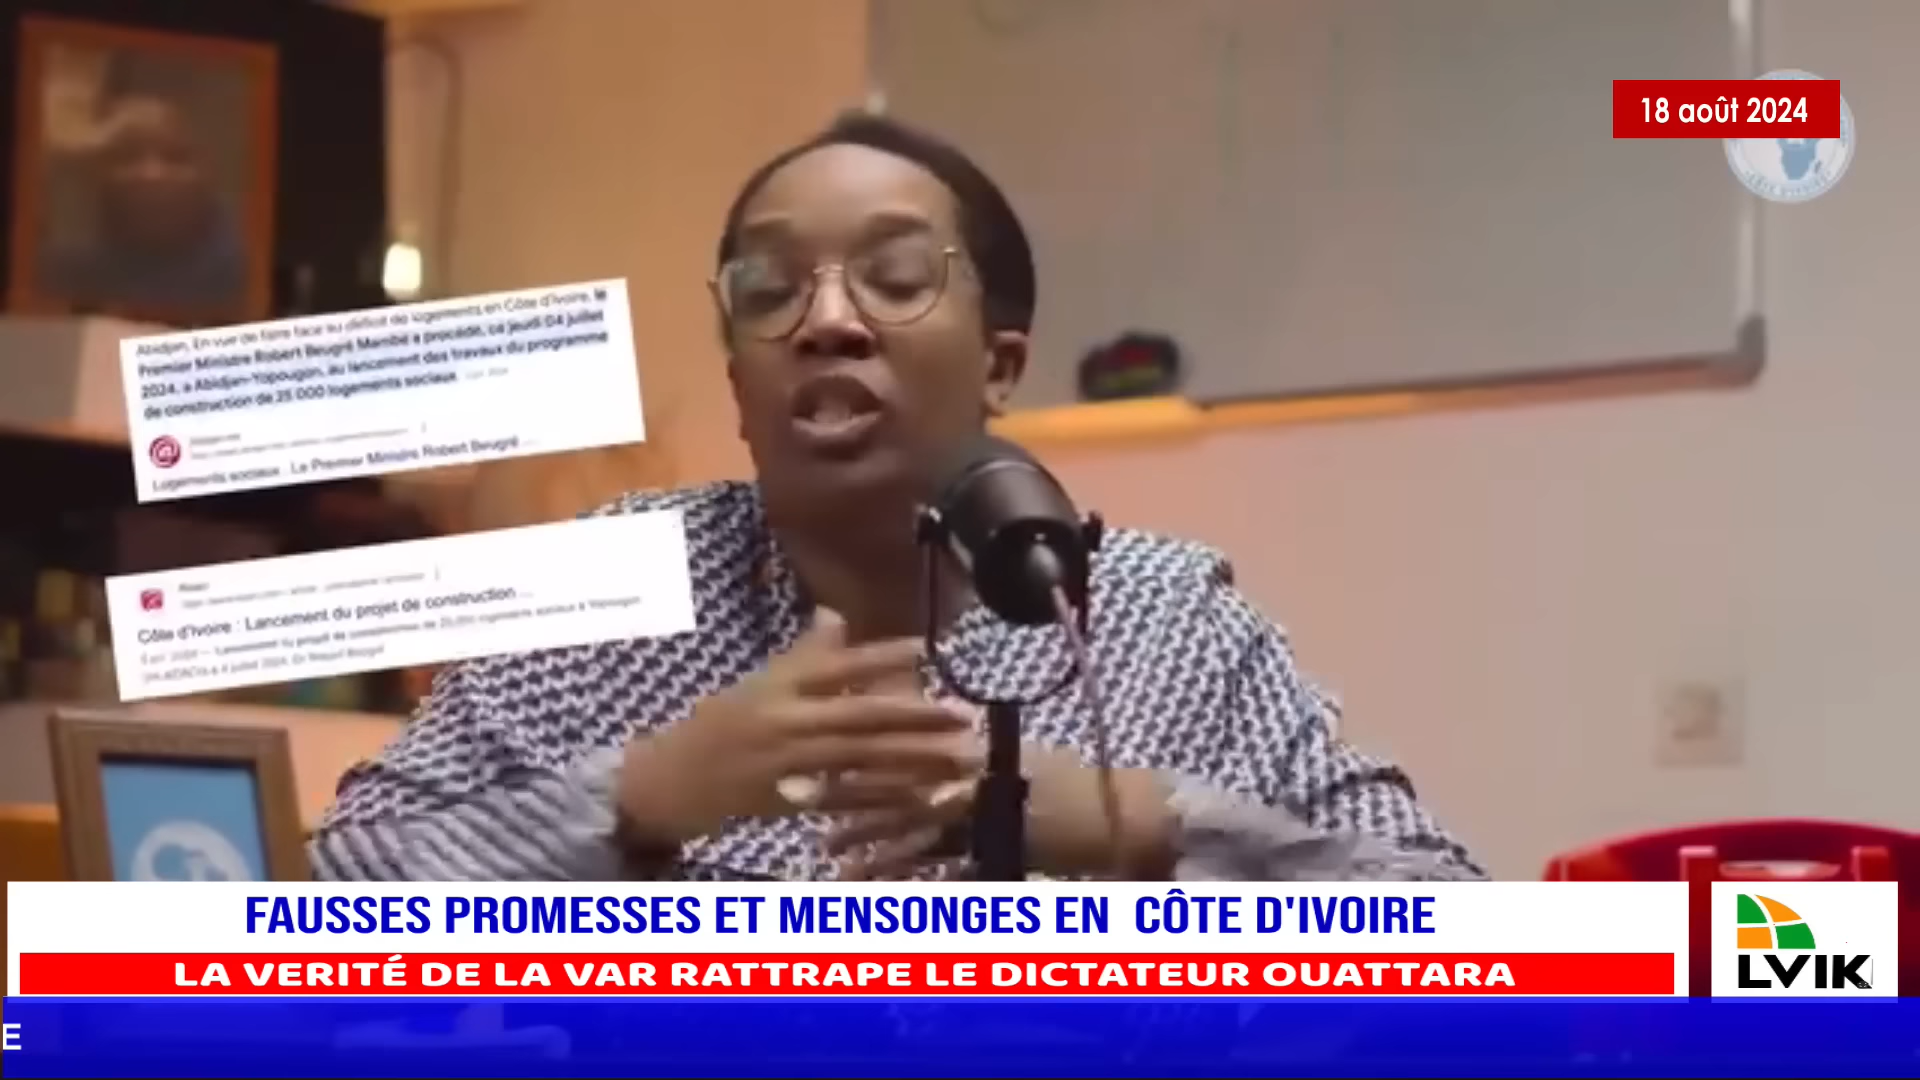 18 août 2024
CÔTE D'IVOIRE
Abidjan, En vue de faire face au déficit de logements en Côte d'Ivoire, le
Premier Ministre Robert Beugré Mambé a procédé, ce jeudi 04 juillet
2024, a Abidjan-Yopougon, au lancement des travaux du programme
de construction de 25 000 logements sociaux
Logements sociaux : Le Premier Ministre Robert Beugré ...
Côte d'Ivoire : Lancement du projet de construction ...
FAUSSES PROMESSES ET MENSONGES EN CÔTE D'IVOIRE
LA VERITÉ DE LA VAR RATTRAPE LE DICTATEUR OUATTARA
LVIK
E